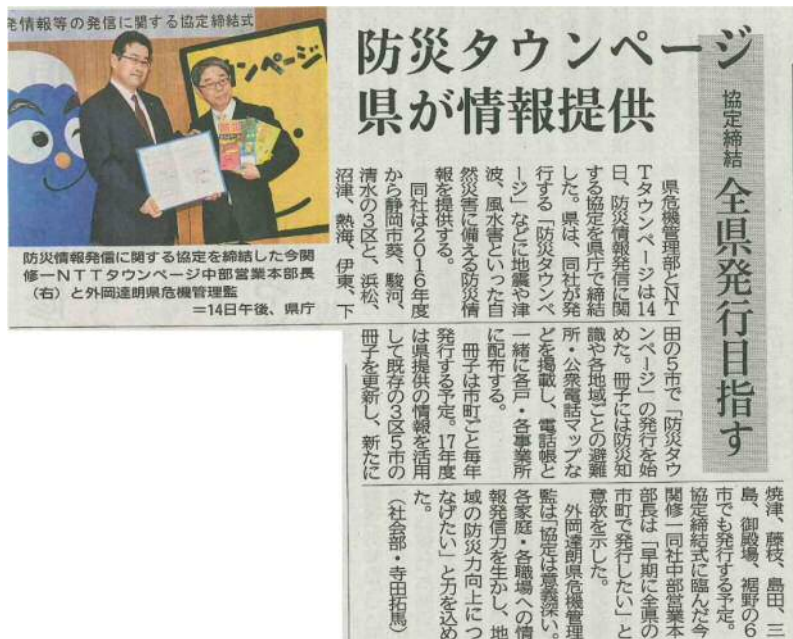 防災タウンページ
県が情報提供
協定締結
全県発行目指す
発情報等の発信に関する協定締結式
ンページ
防災情報発信に関する協定を締結した今関
修一NTTタウンページ中部営業本部長
(右)と外岡達朗県危機管理監
=14日午後、県庁
県危機管理部とNT
Tタウンページは14
日、防災情報発信に関
する協定を県庁で締結
した。県は、同社が発
行する「防災タウンペ
ージ」などに地震や津
波、風水害といった自
然災害に備える防災情
報を提供する。
同社は2016年度
から静岡市葵、駿河、
清水の3区と、浜松、
沼津、熱海、伊東、下
田の5市で「防災タウ
ンページ」の発行を始
めた。冊子には防災知
識や各地域ごとの避難
所・公衆電話マップな
どを掲載し、電話帳と
一緒に各戸・各事業所
に配布する。
冊子は市町ごと毎年
発行する予定。17年度
は県提供の情報を活用
して既存の3区5市の
冊子を更新し、新たに
焼津、藤枝、島田、三
島、御殿場、裾野の6
市でも発行する予定。
協定締結式に臨んだ今
関修一同社中部営業本
部長は「早期に全県の
市町で発行したい」と
意欲を示した。
外岡達朗県危機管理
監は「協定は意義深い。
各家庭・各職場への情
報発信力を生かし、地
域の防災力向上につ
なげたい」と力を込め
た。
(社会部・寺田拓馬)